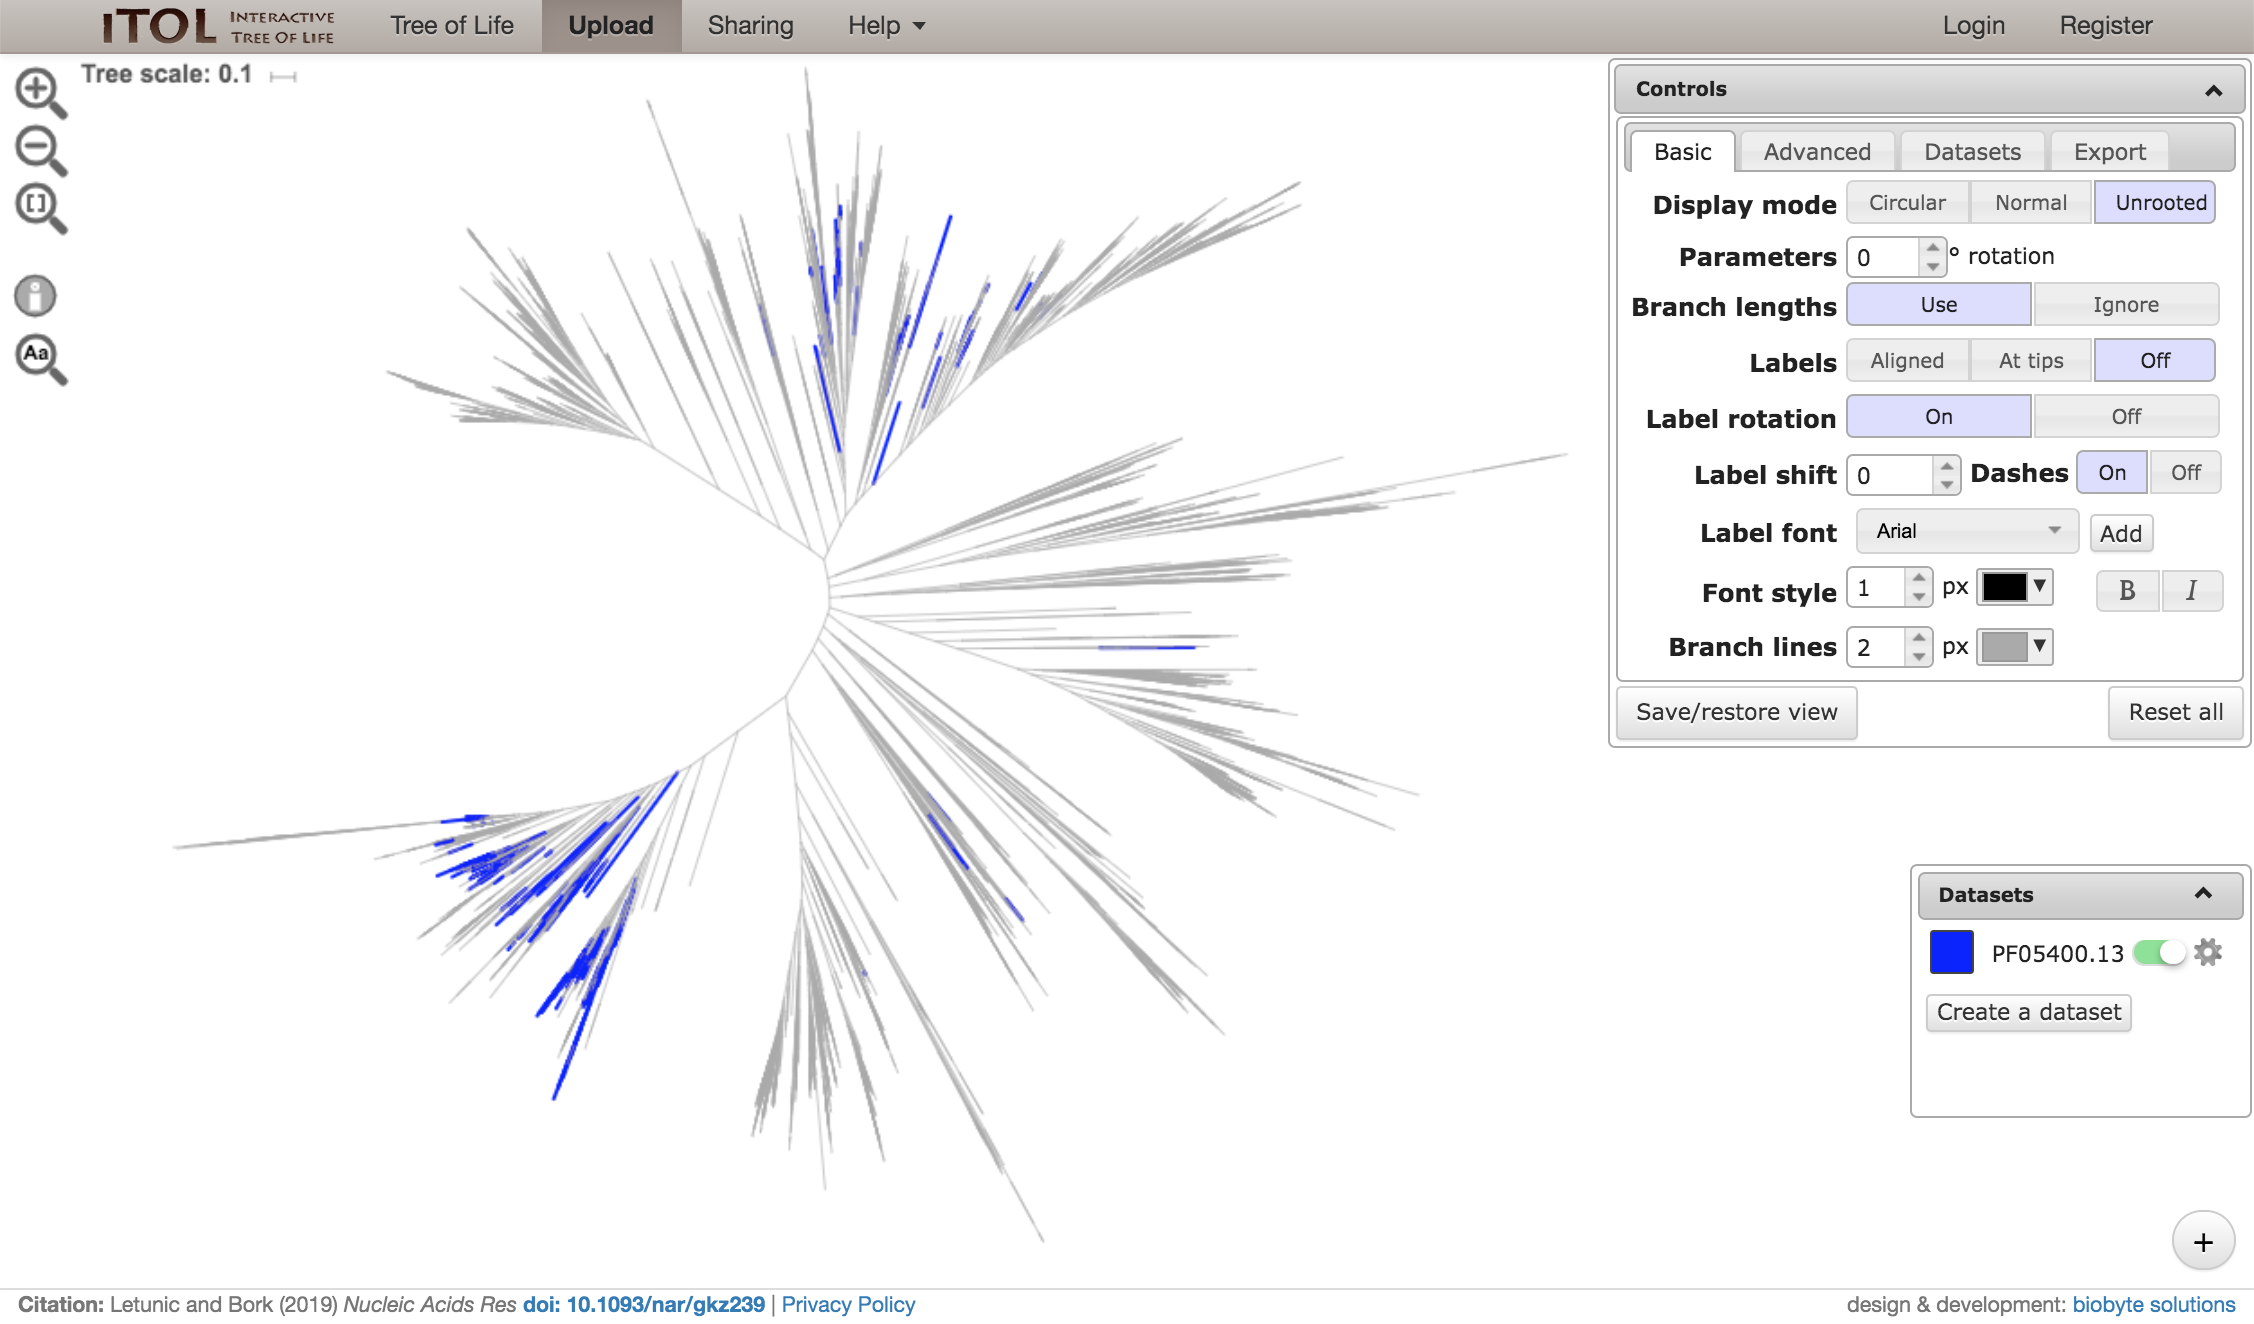 iTOL INTERACTIVE TREE OF LIFE Tree of Life Upload Sharing Help Login Register
Tree scale: 0.1
Controls
Basic Advanced Datasets Export
Display mode Circular Normal Unrooted
Parameters 0 ° rotation
Branch lengths Use Ignore
Labels Aligned At tips Off
Label rotation On Off
Label shift 0 Dashes On Off
Label font Arial Add
Font style 1 px B I
Branch lines 2 px
Save/restore view Reset all
Aa
Datasets
PF05400.13
Create a dataset
+
Citation: Letunic and Bork (2019) Nucleic Acids Res doi: 10.1093/nar/gkz239 | Privacy Policy
design & development: biobyte solutions